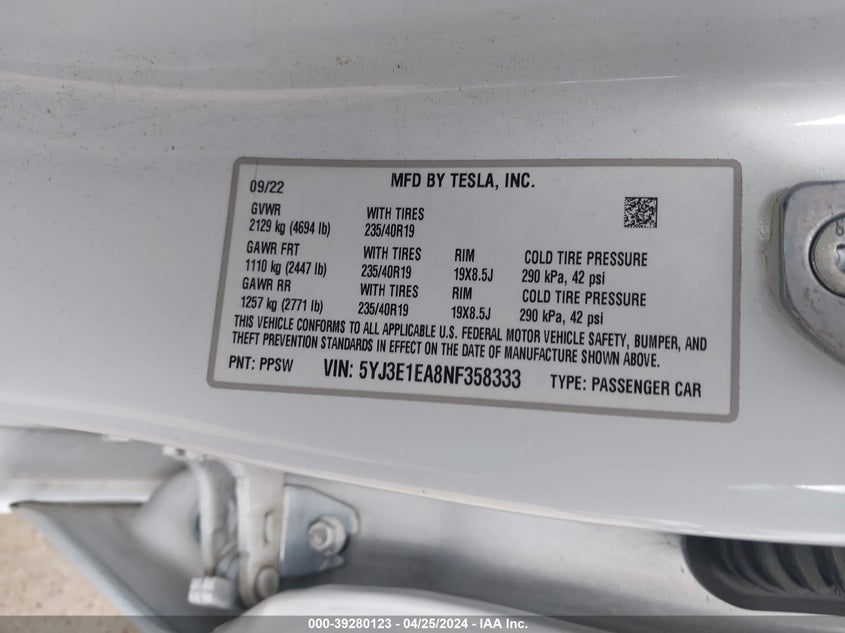 09/22 MFD BY TESLA, INC.
GVWR WITH TIRES
2129 kg (4694 lb) 235/40R19
GAWR FRT WITH TIRES RIM COLD TIRE PRESSURE
1110 kg (2447 lb) 235/40R19 19X8.5J 290 kPa, 42 psi
GAWR RR WITH TIRES RIM COLD TIRE PRESSURE
1257 kg (2771 lb) 235/40R19 19X8.5J 290 kPa, 42 psi
THIS VEHICLE CONFORMS TO ALL APPLICABLE U.S. FEDERAL MOTOR VEHICLE SAFETY, BUMPER, AND
THEFT PREVENTION STANDARDS IN EFFECT ON THE DATE OF MANUFACTURE SHOWN ABOVE.
PNT: PPSW VIN: 5YJ3E1EA8NF358333 TYPE: PASSENGER CAR
000-39280123 - 04/25/2024 - IAA Inc.